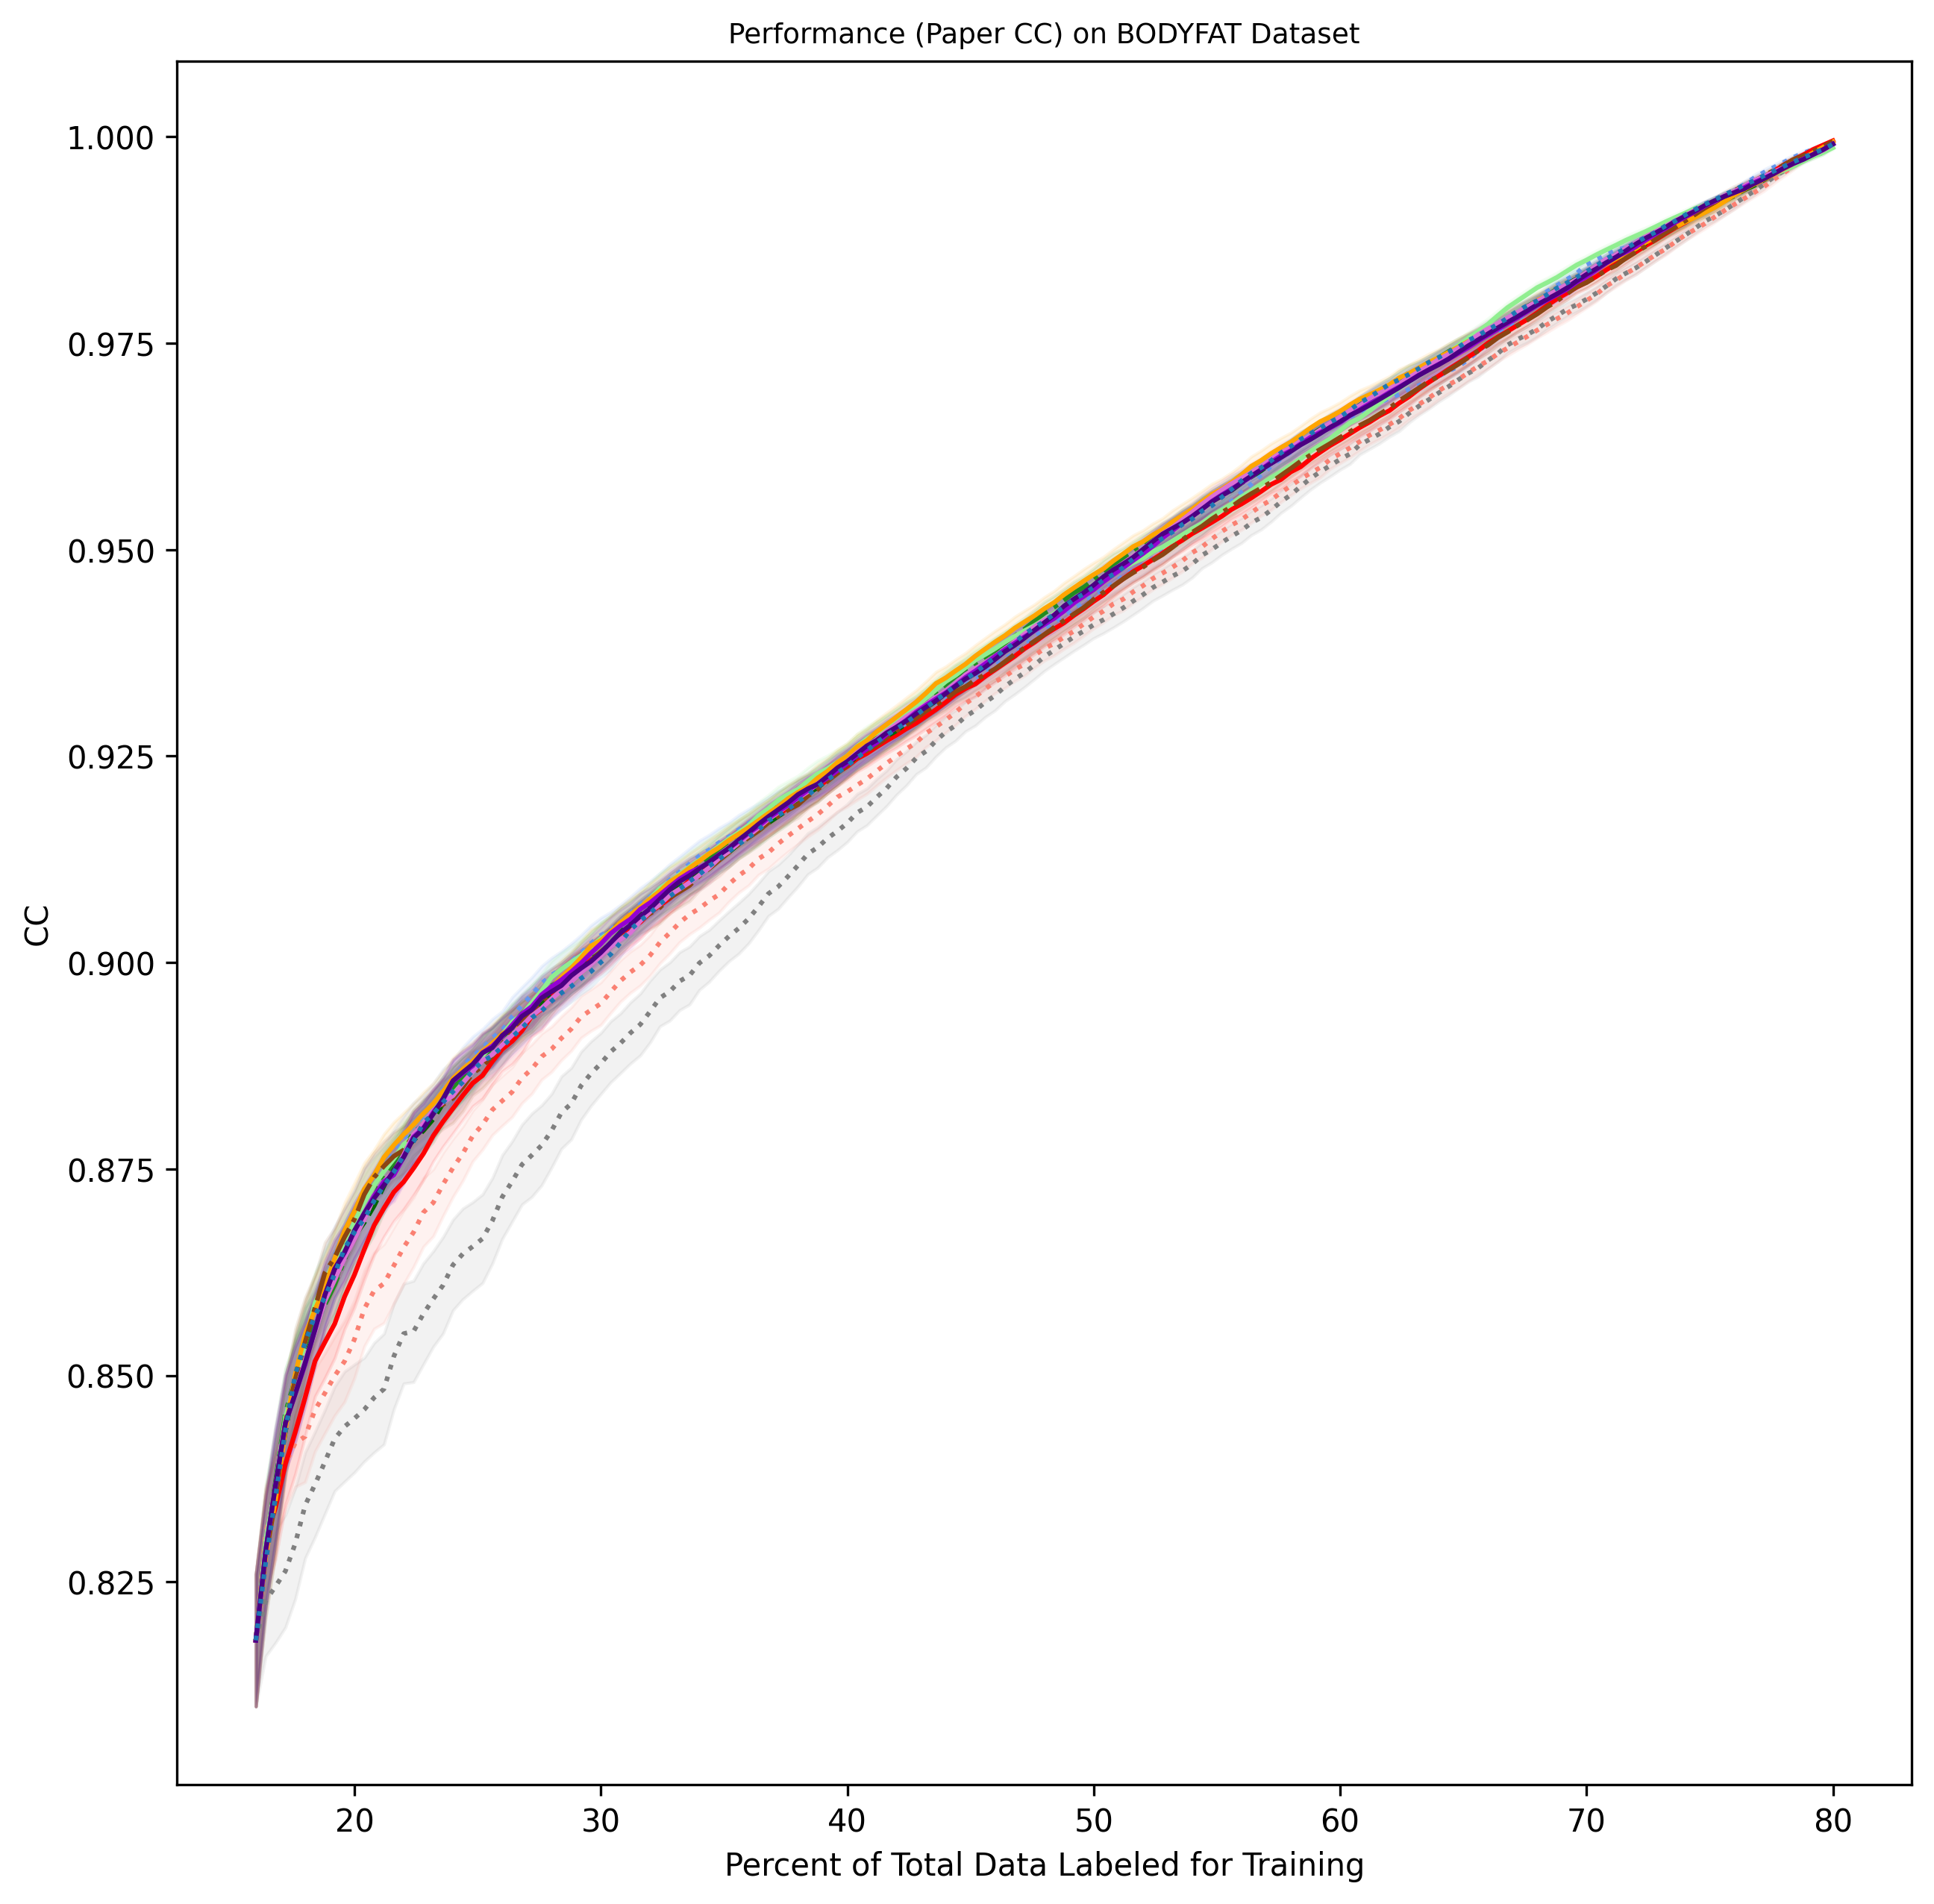 Performance (Paper CC) on BODYFAT Dataset
1.000
0.975
0.950
0.925
0.900
0.875
0.850
0.825
CC
20 30 40 50 60 70 80
Percent of Total Data Labeled for Training